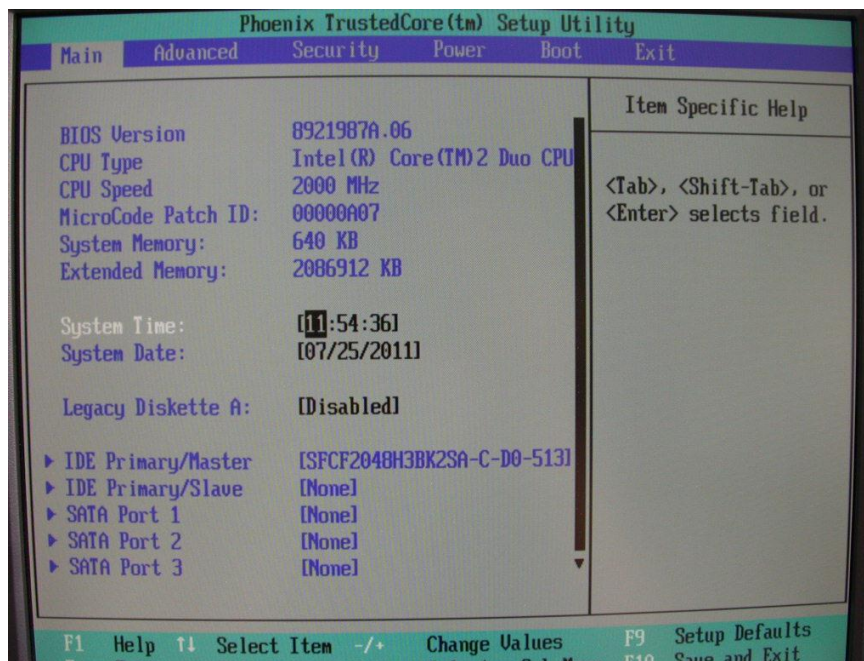 Phoenix TrustedCore(tm) Setup Utility
Main Advanced Security Power Boot Exit
Item Specific Help
BIOS Version 8921987A.06
CPU Type Intel(R) Core(TM)2 Duo CPU
CPU Speed 2000 MHz
MicroCode Patch ID: 00000A07
System Memory: 640 KB
Extended Memory: 2086912 KB
<Tab>, <Shift-Tab>, or
<Enter> selects field.
System Time: [11:54:36]
System Date: [07/25/2011]
Legacy Diskette A: [Disabled]
IDE Primary/Master [SFCF2048H3BK2SA-C-D0-513]
IDE Primary/Slave [None]
SATA Port 1 [None]
SATA Port 2 [None]
SATA Port 3 [None]
F1 Help ↑↓ Select Item -/+ Change Values F9 Setup Defaults
F10 Save and Exit